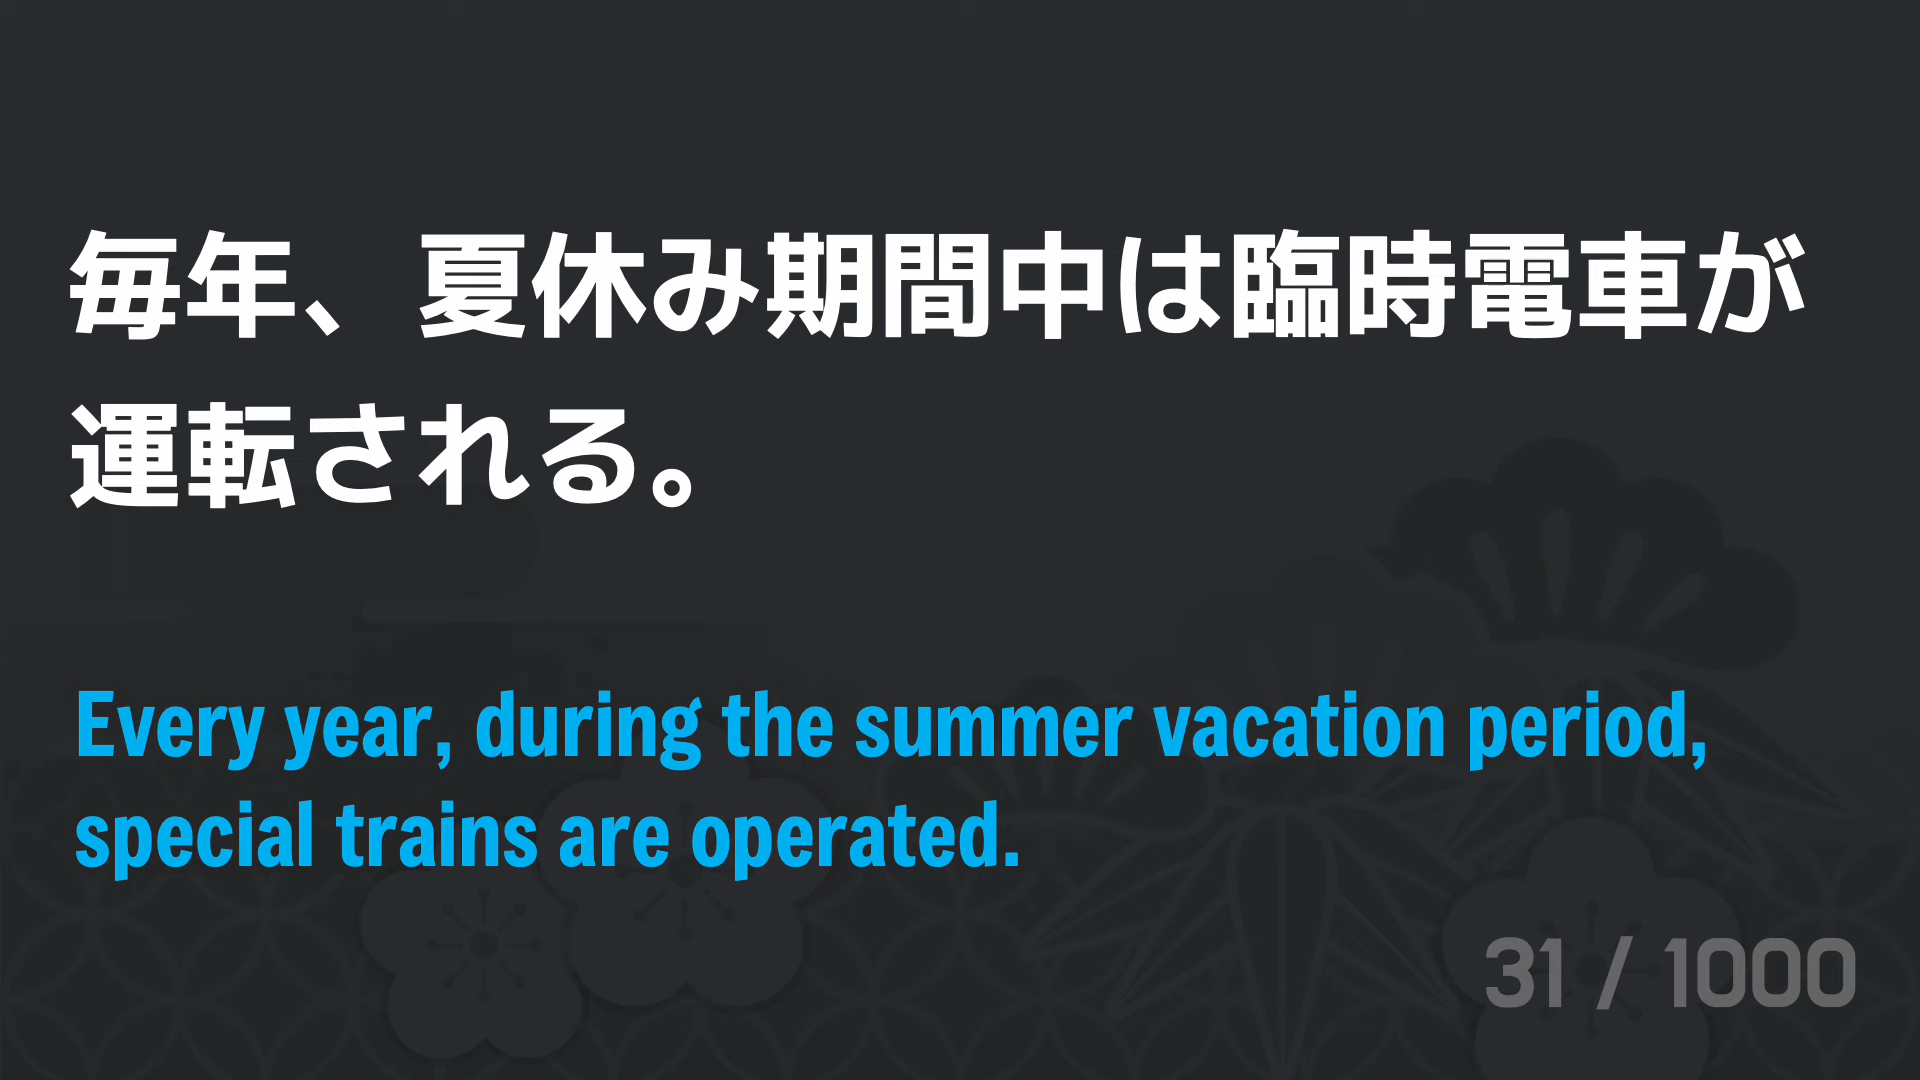 毎年、夏休み期間中は臨時電車が
運転される。
Every year, during the summer vacation period,
special trains are operated.
31 / 1000